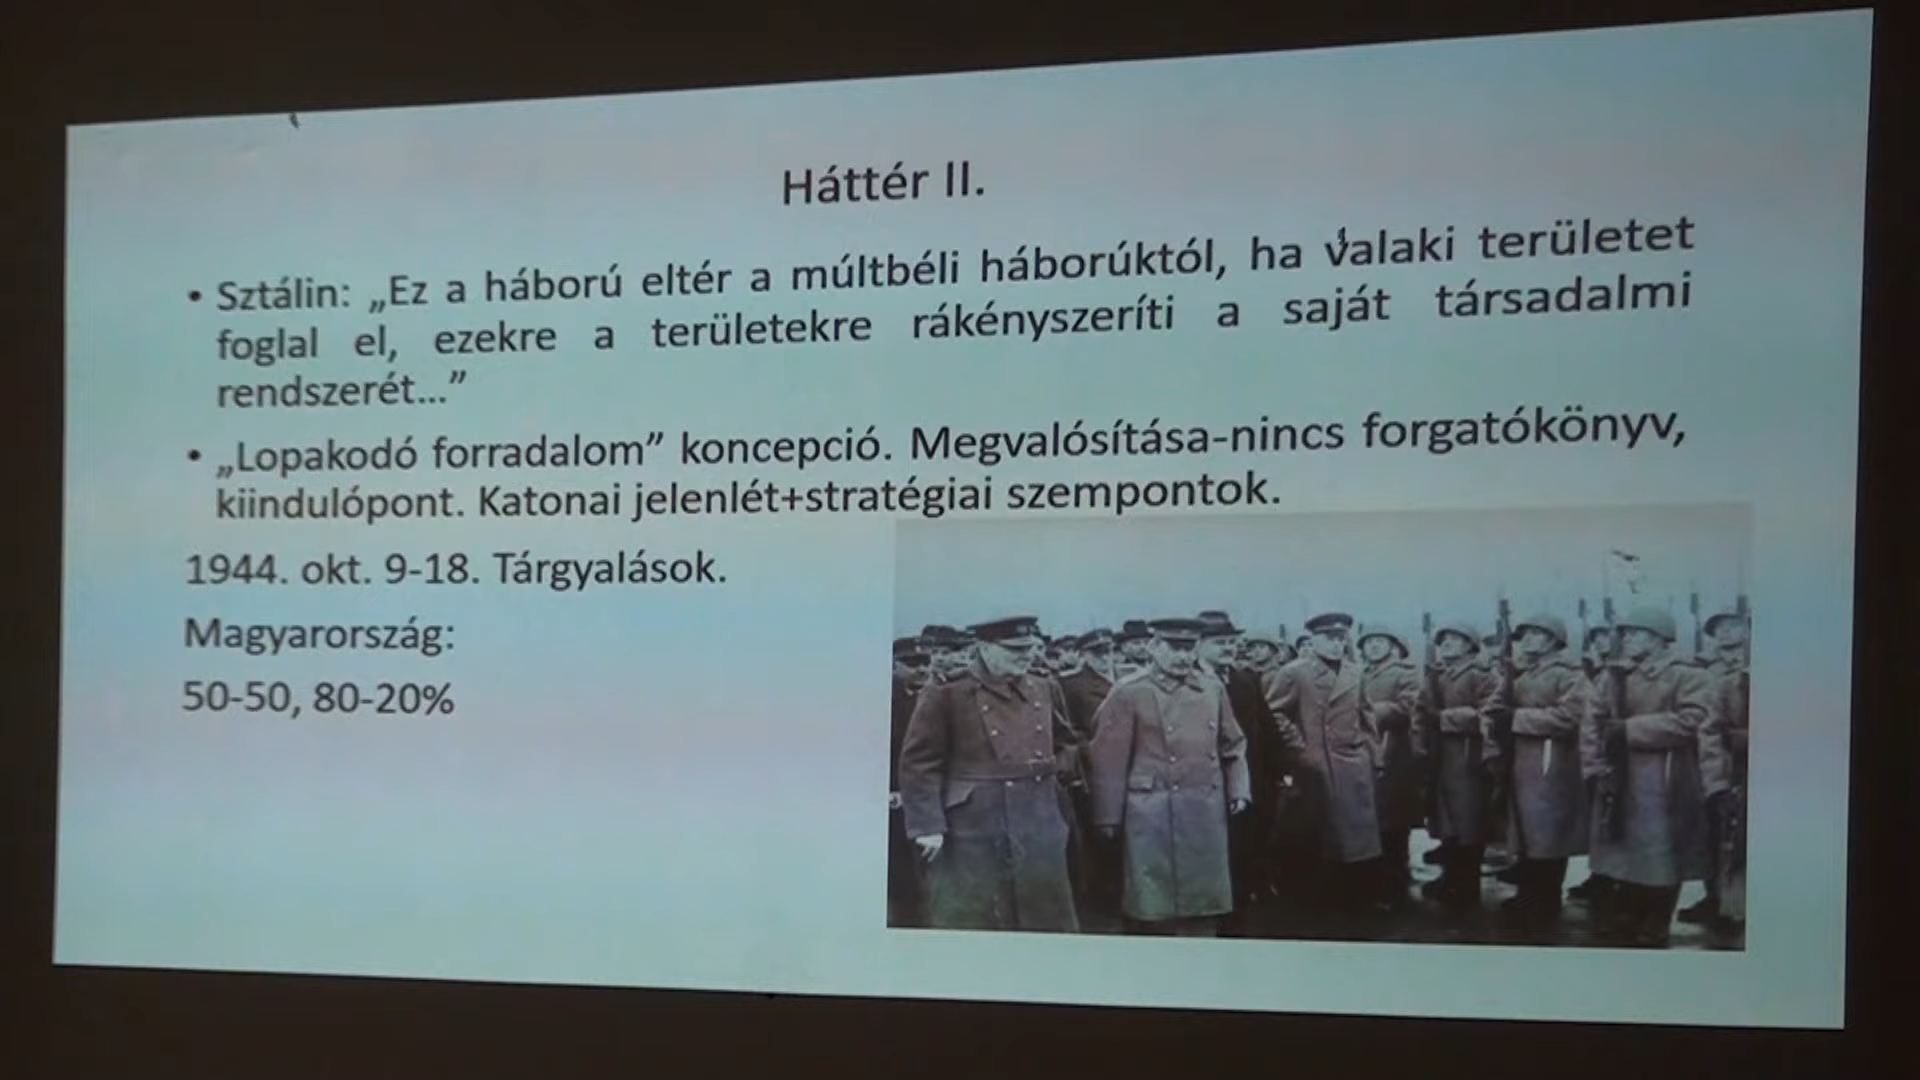 Háttér II.
• Sztálin: „Ez a háború eltér a múltbéli háborúktól, ha valaki területet
foglal el, ezekre a területekre rákényszeríti a saját társadalmi
rendszerét...”
• „Lopakodó forradalom” koncepció. Megvalósítása-nincs forgatókönyv,
kiindulópont. Katonai jelenlét+stratégiai szempontok.
1944. okt. 9-18. Tárgyalások.
Magyarország:
50-50, 80-20%